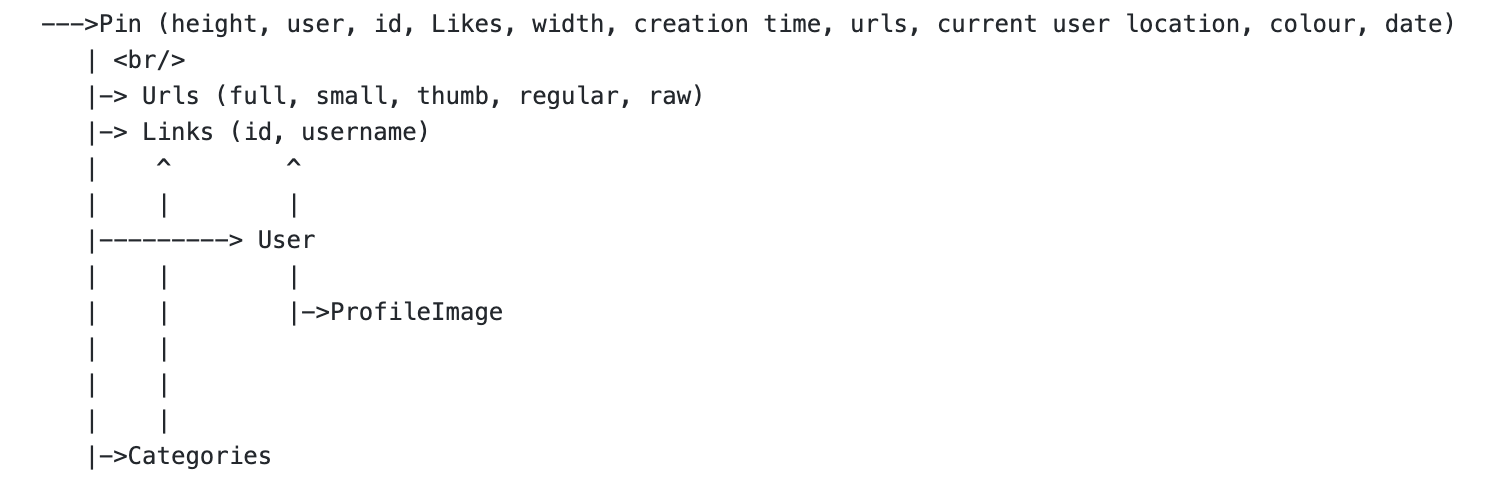 --->Pin (height, user, id, Likes, width, creation time, urls, current user location, colour, date)
   | <br/>
   |-> Urls (full, small, thumb, regular, raw)
   |-> Links (id, username)
   |    ^        ^
   |    |        |
   |---------> User
   |    |        |
   |    |        |->ProfileImage
   |    |
   |    |
   |    |
   |->Categories